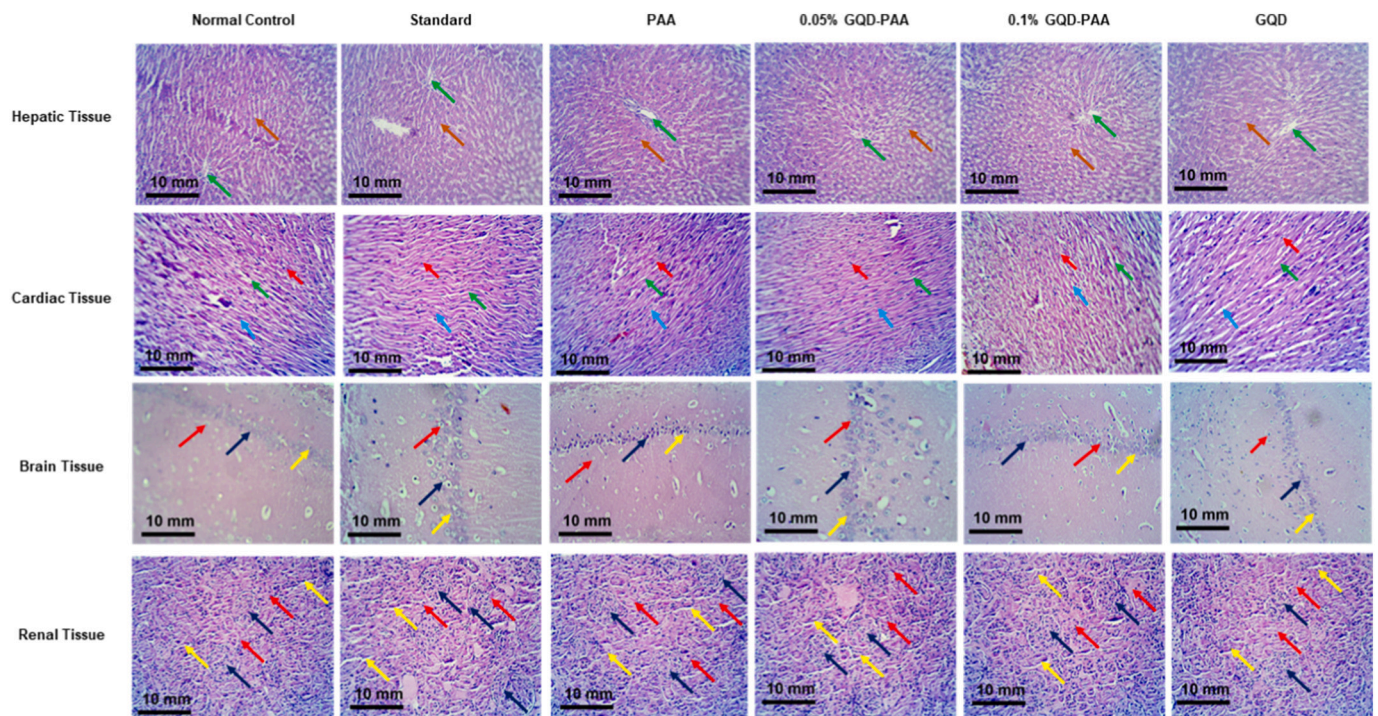 Normal Control Standard PAA 0.05% GQD-PAA 0.1% GQD-PAA GQD
Hepatic Tissue
10 mm 10 mm 10 mm 10 mm 10 mm 10 mm
Cardiac Tissue
10 mm 10 mm 10 mm 10 mm 10 mm 10 mm
Brain Tissue
10 mm 10 mm 10 mm 10 mm 10 mm 10 mm
Renal Tissue
10 mm 10 mm 10 mm 10 mm 10 mm 10 mm